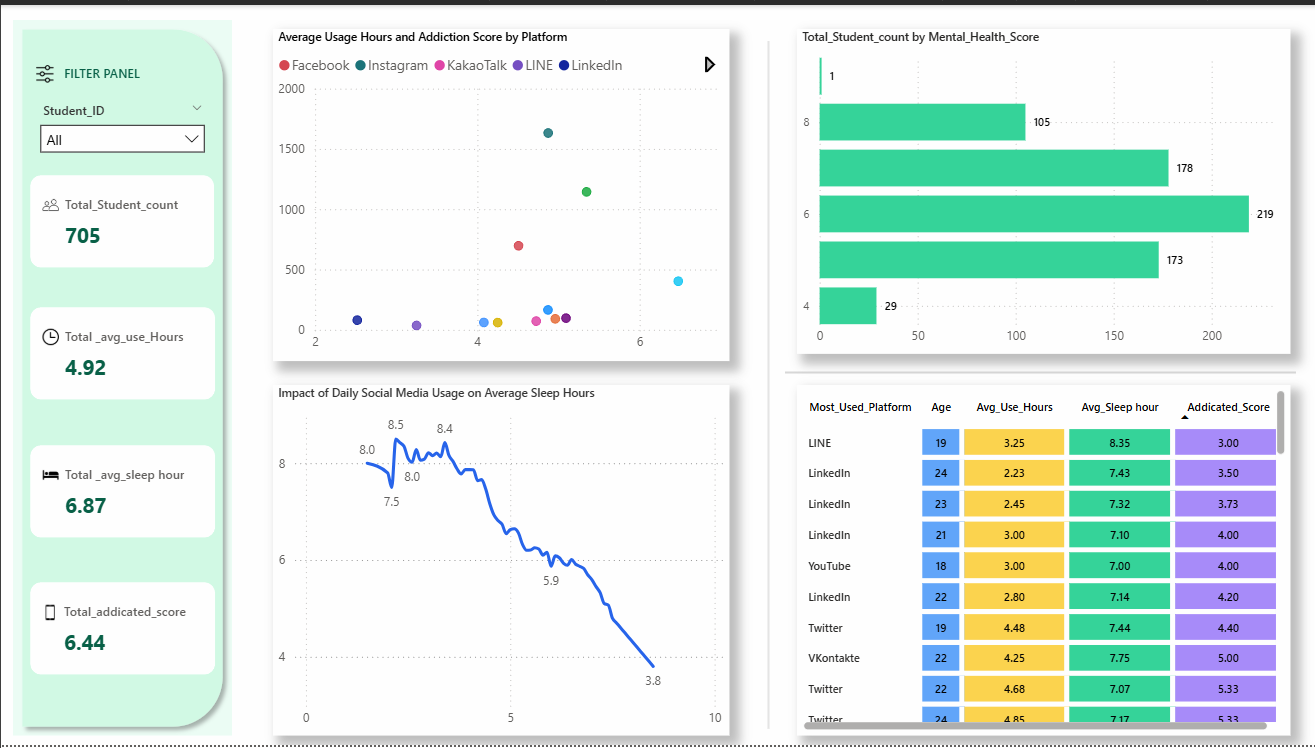 FILTER PANEL
Student_ID
All
Total_Student_count
705
Total _avg_use_Hours
4.92
Total _avg_sleep hour
6.87
Total_addicated_score
6.44
Average Usage Hours and Addiction Score by Platform
Facebook Instagram KakaoTalk LINE LinkedIn
2000
1500
1000
500
0
2 4 6
Impact of Daily Social Media Usage on Average Sleep Hours
8.5 8.4
8.0
8
8.0
7.5
6
5.9
4
3.8
0 5 10
Total_Student_count by Mental_Health_Score
1
8 105
178
6 219
173
4 29
0 50 100 150 200
Most_Used_Platform Age Avg_Use_Hours Avg_Sleep hour Addicated_Score
LINE 19 3.25 8.35 3.00
LinkedIn 24 2.23 7.43 3.50
LinkedIn 23 2.45 7.32 3.73
LinkedIn 21 3.00 7.10 4.00
YouTube 18 3.00 7.00 4.00
LinkedIn 22 2.80 7.14 4.20
Twitter 19 4.48 7.44 4.40
VKontakte 22 4.25 7.75 5.00
Twitter 22 4.68 7.07 5.33
Twitter 24 4.85 7.17 5.33